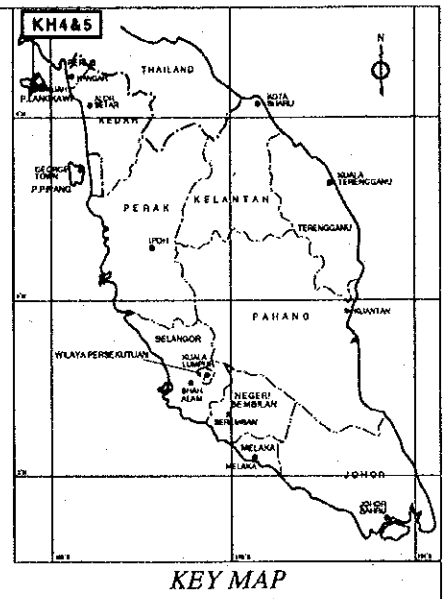 KH4&5
N
THAILAND
KANGAR
P.LANGKAWI
ALOR SETAR
KOTA BHARU
KEDAH
GEORGE TOWN
P.PINANG
KUALA TERENGGANU
PERAK
KELANTAN
TERENGGANU
IPOH
PAHANG
KUANTAN
SELANGOR
WILAYA PERSEKUTUAN
KUALA LUMPUR
SHAH ALAM
NEGERI SEMBILAN
SEREMBAN
MELAKA
MELAKA
JOHOR
JOHOR BAHRU
KEY MAP